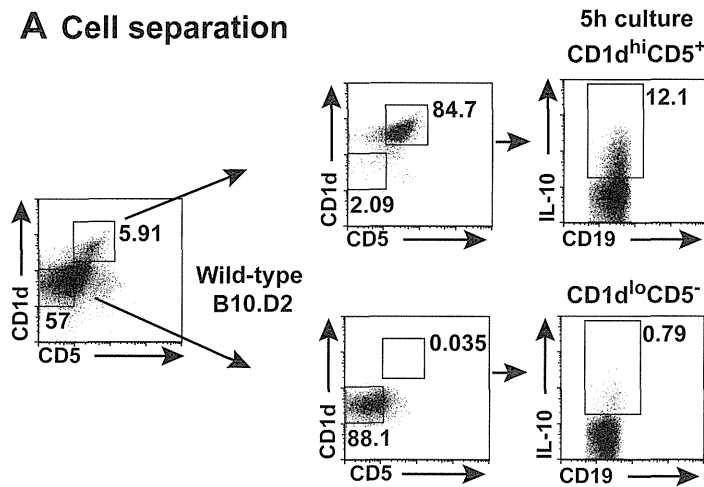 A Cell separation
5h culture
CD1dhiCD5+
84.7
2.09
CD1d
CD5
12.1
IL-10
CD19
5.91
57
CD1d
CD5
Wild-type
B10.D2
CD1dloCD5-
0.035
88.1
CD1d
CD5
0.79
IL-10
CD19